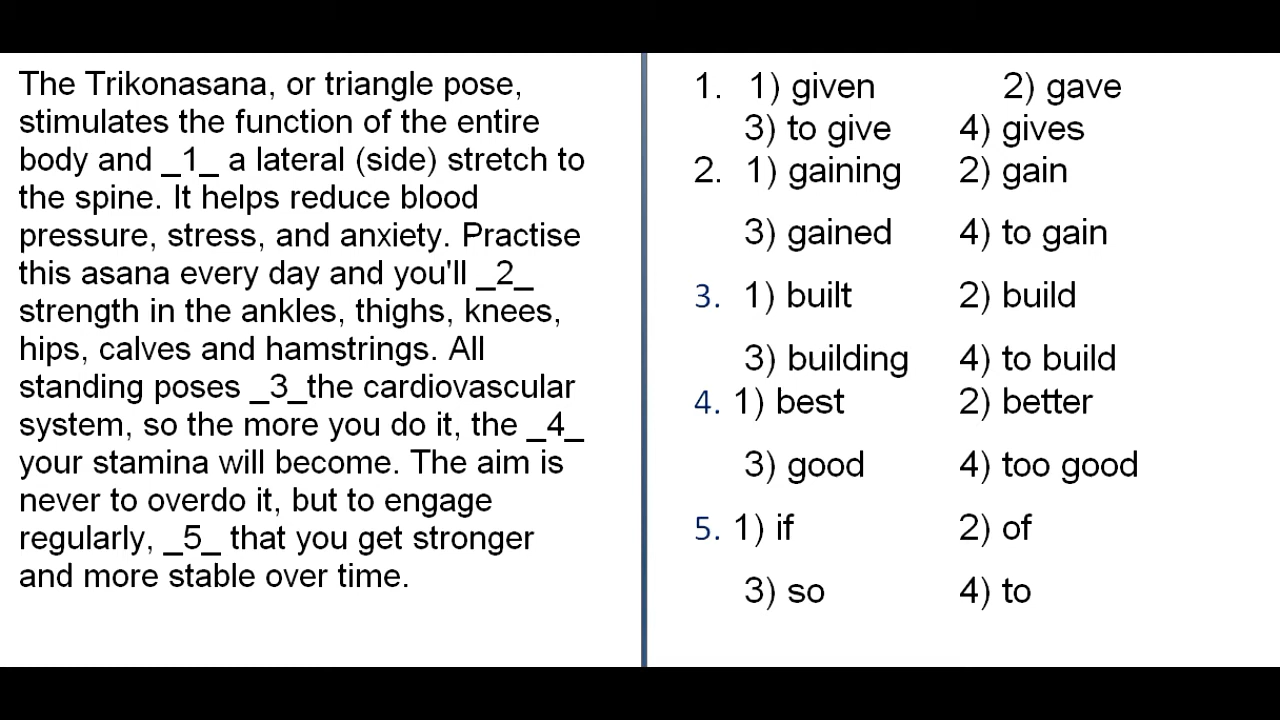 The Trikonasana, or triangle pose,
stimulates the function of the entire
body and _1_ a lateral (side) stretch to
the spine. It helps reduce blood
pressure, stress, and anxiety. Practise
this asana every day and you'll _2_
strength in the ankles, thighs, knees,
hips, calves and hamstrings. All
standing poses _3_the cardiovascular
system, so the more you do it, the _4_
your stamina will become. The aim is
never to overdo it, but to engage
regularly, _5_ that you get stronger
and more stable over time.
1. 1) given 2) gave
3) to give 4) gives
2. 1) gaining 2) gain
3) gained 4) to gain
3. 1) built 2) build
3) building 4) to build
4. 1) best 2) better
3) good 4) too good
5. 1) if 2) of
3) so 4) to